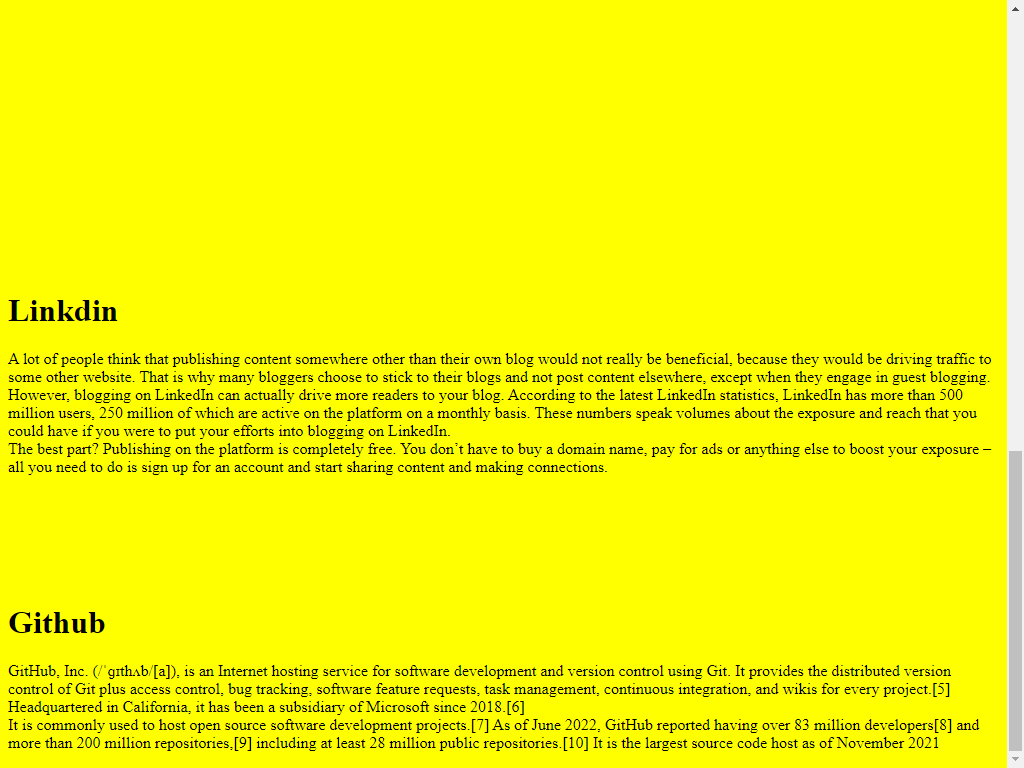 Linkdin
A lot of people think that publishing content somewhere other than their own blog would not really be beneficial, because they would be driving traffic to
some other website. That is why many bloggers choose to stick to their blogs and not post content elsewhere, except when they engage in guest blogging.
However, blogging on LinkedIn can actually drive more readers to your blog. According to the latest LinkedIn statistics, LinkedIn has more than 500
million users, 250 million of which are active on the platform on a monthly basis. These numbers speak volumes about the exposure and reach that you
could have if you were to put your efforts into blogging on LinkedIn.
The best part? Publishing on the platform is completely free. You don’t have to buy a domain name, pay for ads or anything else to boost your exposure –
all you need to do is sign up for an account and start sharing content and making connections.
Github
GitHub, Inc. (/ˈɡɪthʌb/[a]), is an Internet hosting service for software development and version control using Git. It provides the distributed version
control of Git plus access control, bug tracking, software feature requests, task management, continuous integration, and wikis for every project.[5]
Headquartered in California, it has been a subsidiary of Microsoft since 2018.[6]
It is commonly used to host open source software development projects.[7] As of June 2022, GitHub reported having over 83 million developers[8] and
more than 200 million repositories,[9] including at least 28 million public repositories.[10] It is the largest source code host as of November 2021